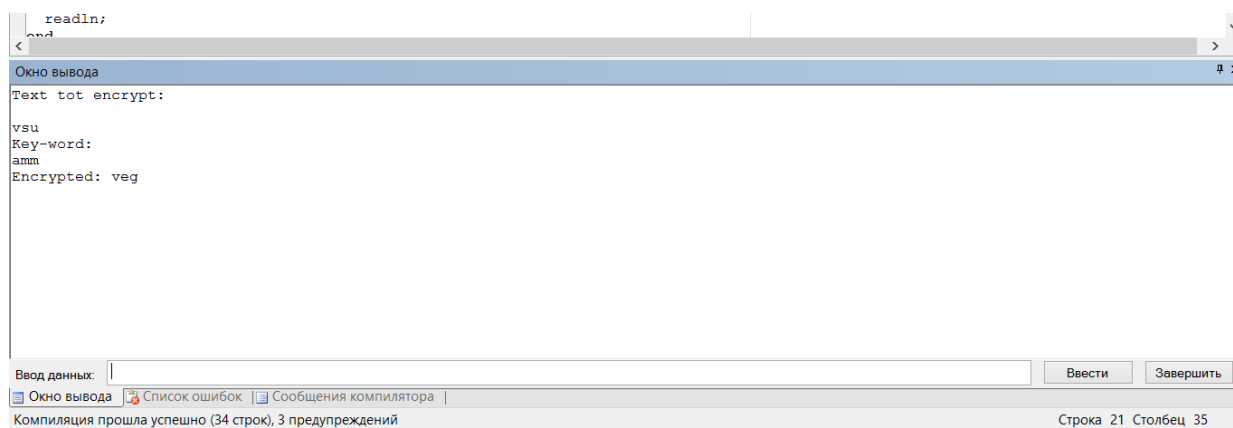 readln;
end
Окно вывода
Text tot encrypt:
vsu
Key-word:
amm
Encrypted: veg
Ввод данных:
Ввести
Завершить
Окно вывода
Список ошибок
Сообщения компилятора
Компиляция прошла успешно (34 строк), 3 предупреждений
Строка 21 Столбец 35